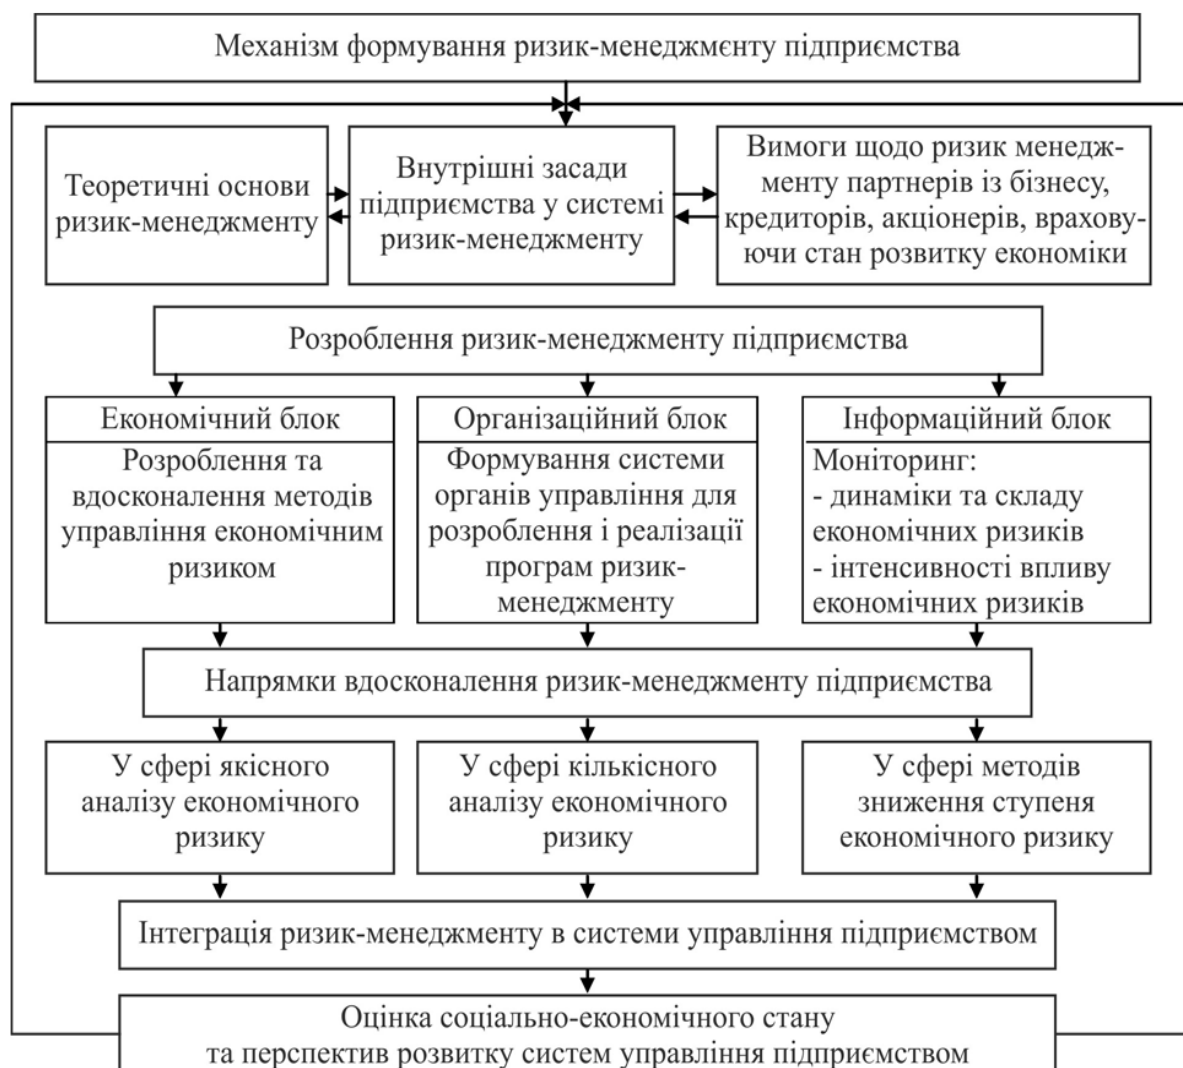 Механізм формування ризик-менеджмєнту підприємства
Теоретичні основи
ризик-менеджменту
Внутрішні засади
підприємства у системі
ризик-менеджменту
Вимоги щодо ризик менедж-
менту партнерів із бізнесу,
кредиторів, акціонерів, враховую-
ючи стан розвитку економіки
Розроблення ризик-менеджменту підприємства
Економічний блок
Розроблення та
вдосконалення методів
управління економічним
ризиком
Організаційний блок
Формування системи
органів управління для
розроблення і реалізації
програм ризик-
менеджменту
Інформаційний блок
Моніторинг:
- динаміки та складу
економічних ризиків
- інтенсивності впливу
економічних ризиків
Напрямки вдосконалення ризик-менеджменту підприємства
У сфері якісного
аналізу економічного
ризику
У сфері кількісного
аналізу економічного
ризику
У сфері методів
зниження ступеня
економічного ризику
Інтеграція ризик-менеджменту в системи управління підприємством
Оцінка соціально-економічного стану
та перспектив розвитку систем управління підприємством